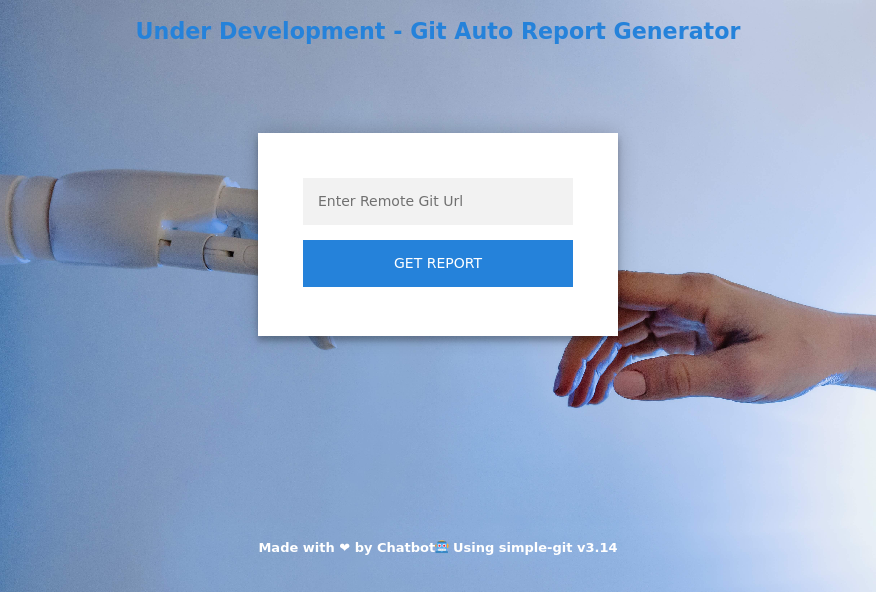 Under Development - Git Auto Report Generator
Enter Remote Git Url
GET REPORT
Made with ❤ by Chatbot🤖 Using simple-git v3.14